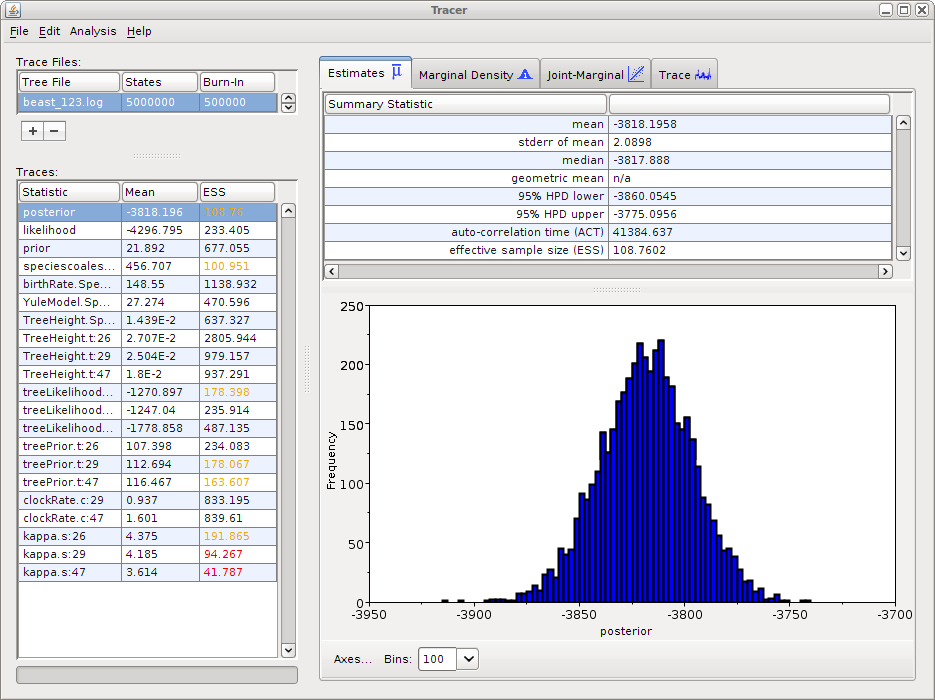 Tracer
File Edit Analysis Help
Trace Files:
Tree File States Burn-In
beast_123.log 5000000 500000
+ −
Traces:
Statistic Mean ESS
posterior -3818.196 108.76
likelihood -4296.795 233.405
prior 21.892 677.055
speciescoales... 456.707 100.951
birthRate.Spe... 148.55 1138.932
YuleModel.Sp... 27.274 470.596
TreeHeight.Sp... 1.439E-2 637.327
TreeHeight.t:26 2.707E-2 2805.944
TreeHeight.t:29 2.504E-2 979.157
TreeHeight.t:47 1.8E-2 937.291
treeLikelihood... -1270.897 178.398
treeLikelihood... -1247.04 235.914
treeLikelihood... -1778.858 487.135
treePrior.t:26 107.398 234.083
treePrior.t:29 112.694 178.067
treePrior.t:47 116.467 163.607
clockRate.c:29 0.937 833.195
clockRate.c:47 1.601 839.61
kappa.s:26 4.375 191.865
kappa.s:29 4.185 94.267
kappa.s:47 3.614 41.787
Estimates μ Marginal Density Joint-Marginal Trace
Summary Statistic
mean -3818.1958
stderr of mean 2.0898
median -3817.888
geometric mean n/a
95% HPD lower -3860.0545
95% HPD upper -3775.0956
auto-correlation time (ACT) 41384.637
effective sample size (ESS) 108.7602
250
200
150
Frequency
100
50
0
-3950 -3900 -3850 -3800 -3750 -3700
posterior
Axes... Bins: 100